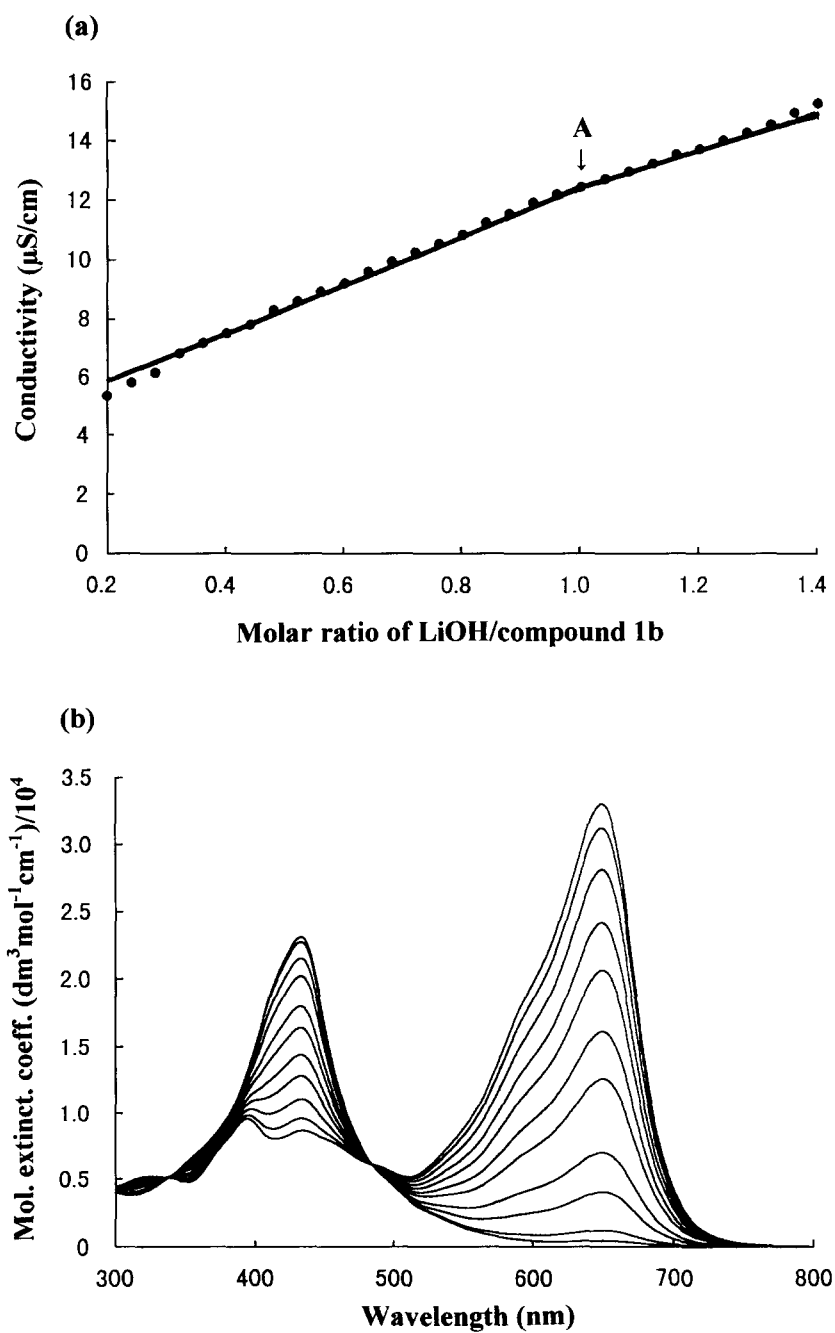 (a)
16
14
12
10
8
6
4
2
0
Conductivity (μS/cm)
A
↓
0.2 0.4 0.6 0.8 1.0 1.2 1.4
Molar ratio of LiOH/compound 1b
(b)
3.5
3.0
2.5
2.0
1.5
1.0
0.5
0
Mol. extinct. coeff. (dm³mol⁻¹cm⁻¹)/10⁴
300 400 500 600 700 800
Wavelength (nm)